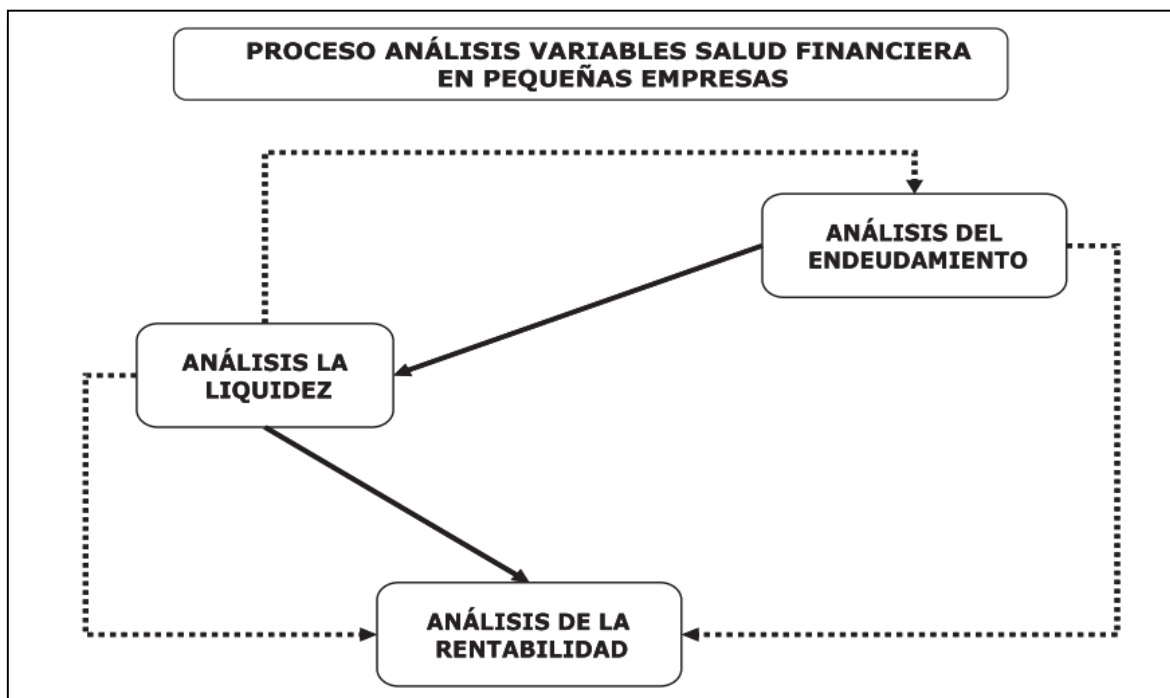 PROCESO ANÁLISIS VARIABLES SALUD FINANCIERA
EN PEQUEÑAS EMPRESAS
ANÁLISIS DEL
ENDEUDAMIENTO
ANÁLISIS LA
LIQUIDEZ
ANÁLISIS DE LA
RENTABILIDAD